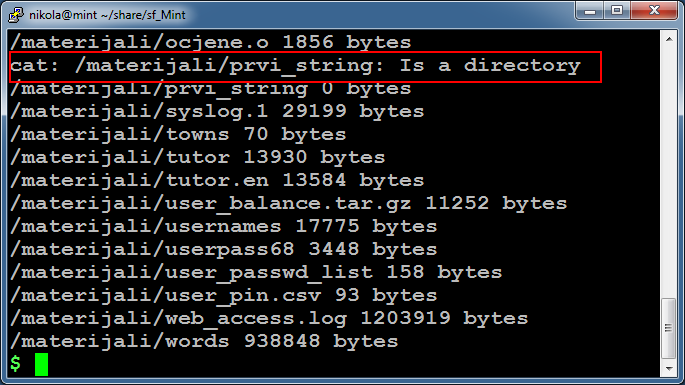 nikola@mint ~/share/sf_Mint
/materijali/ocjene.o 1856 bytes
cat: /materijali/prvi_string: Is a directory
/materijali/prvi_string 0 bytes
/materijali/syslog.1 29199 bytes
/materijali/towns 70 bytes
/materijali/tutor 13930 bytes
/materijali/tutor.en 13584 bytes
/materijali/user_balance.tar.gz 11252 bytes
/materijali/usernames 17775 bytes
/materijali/userpass68 3448 bytes
/materijali/user_passwd_list 158 bytes
/materijali/user_pin.csv 93 bytes
/materijali/web_access.log 1203919 bytes
/materijali/words 938848 bytes
$